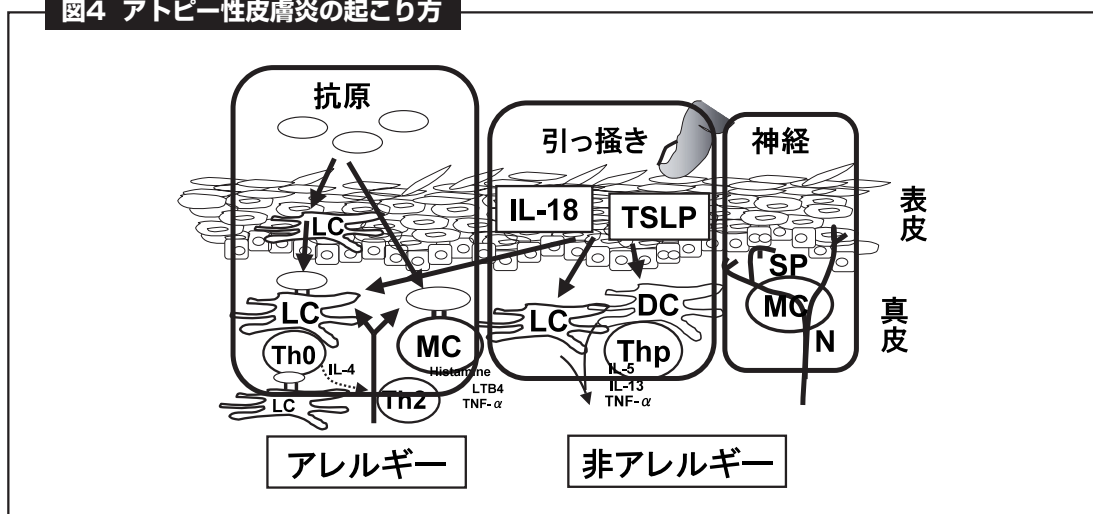 図4 アトピー性皮膚炎の起こり方
抗原
引っ掻き
神経
IL-18
TSLP
表皮
LC
SP
LC
LC
DC
MC
真皮
Th0
MC
Thp
N
IL-4
Histamine
IL-5
LTB4
IL-13
LC
Th2
TNF-α
TNF-α
アレルギー
非アレルギー